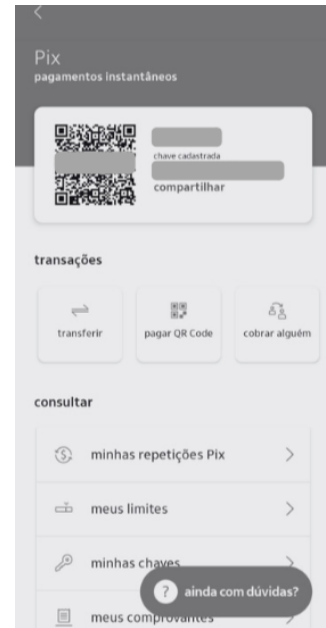 Pix
pagamentos instantâneos
chave cadastrada
compartilhar
transações
transferir
pagar QR Code
cobrar alguém
consultar
minhas repetições Pix
meus limites
minhas chaves
? ainda com dúvidas?
meus comprovantes